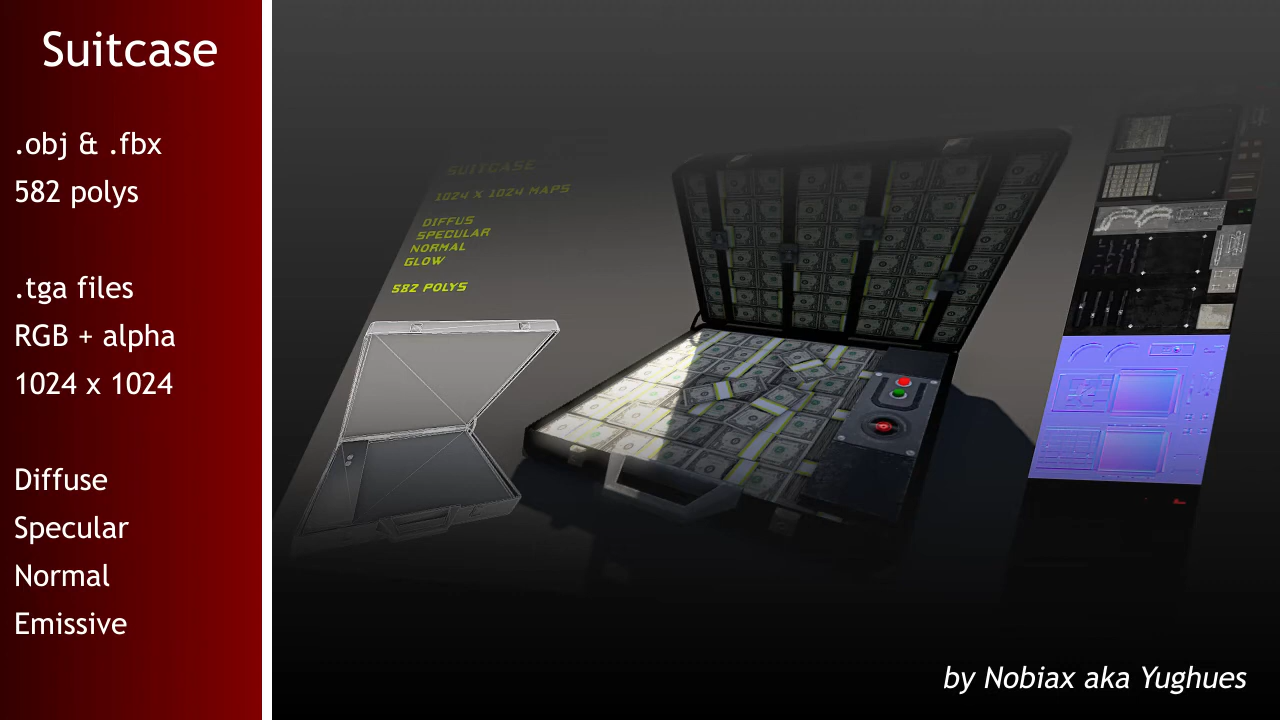 Suitcase
.obj & .fbx
582 polys
.tga files
RGB + alpha
1024 x 1024
Diffuse
Specular
Normal
Emissive
SUITCASE
1024 X 1024 MAPS
DIFFUS
SPECULAR
NORMAL
GLOW
582 POLYS
by Nobiax aka Yughues